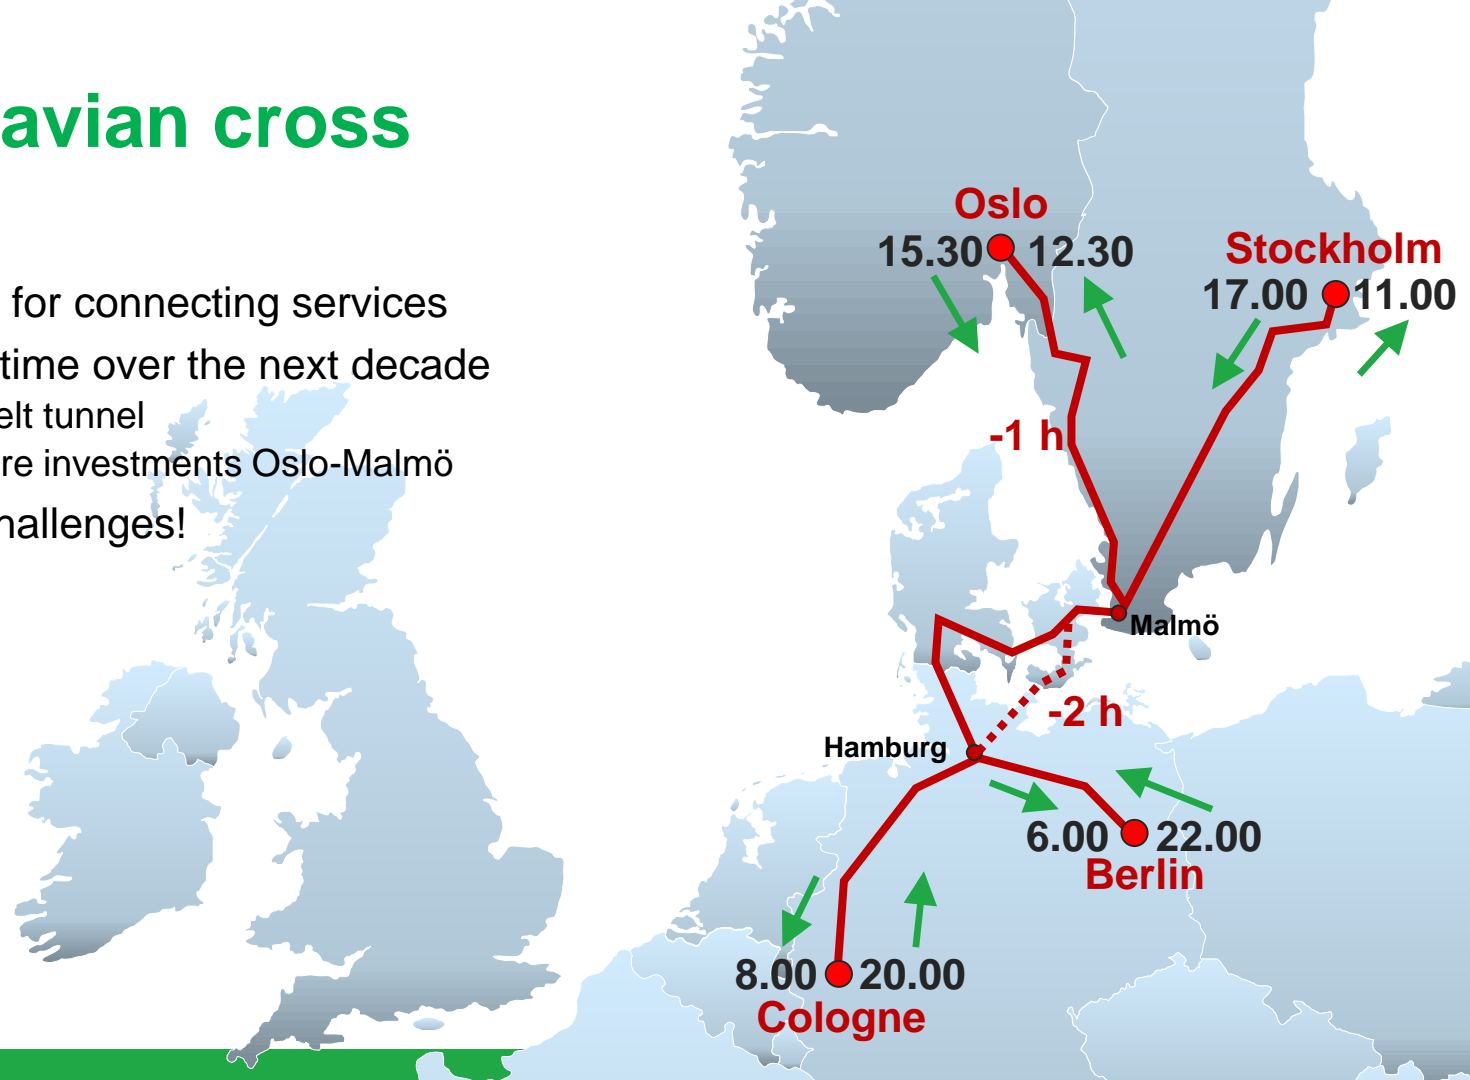 avian cross
for connecting services
time over the next decade
elt tunnel
re investments Oslo-Malmö
hallenges!
Oslo
15.30 12.30
Stockholm
17.00 11.00
-1 h
Malmö
-2 h
Hamburg
6.00 22.00
Berlin
8.00 20.00
Cologne